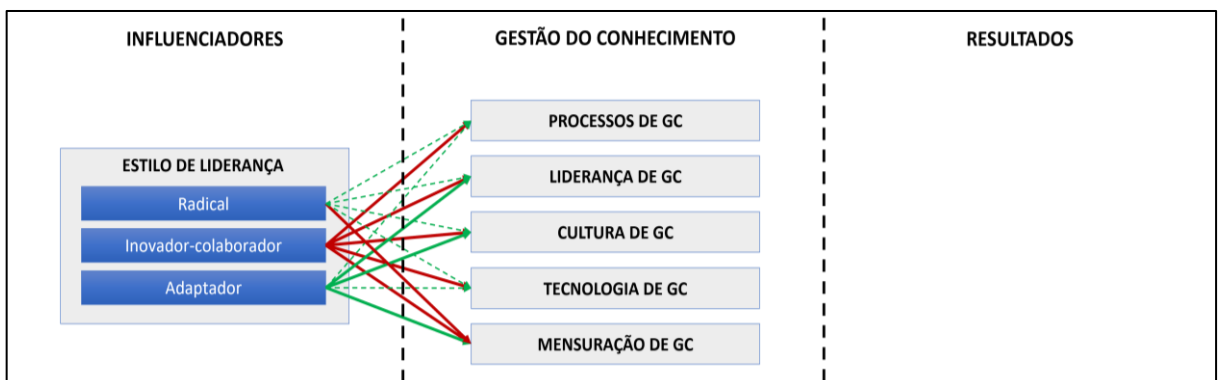 INFLUENCIADORES
GESTÃO DO CONHECIMENTO
RESULTADOS
ESTILO DE LIDERANÇA
Radical
Inovador-colaborador
Adaptador
PROCESSOS DE GC
LIDERANÇA DE GC
CULTURA DE GC
TECNOLOGIA DE GC
MENSURAÇÃO DE GC